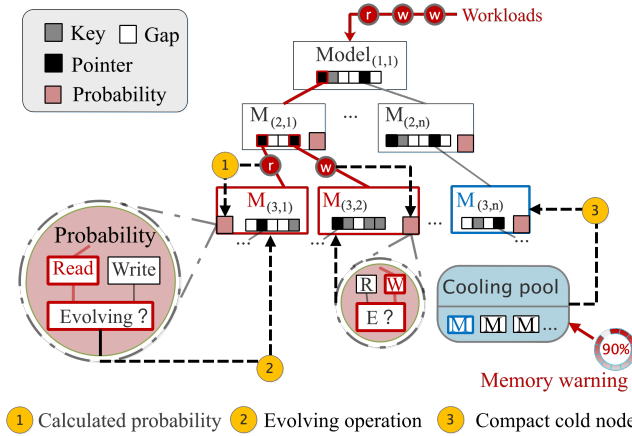 r w w Workloads
Key Gap
Pointer
Probability
Model(1,1)
M(2,1) ... M(2,n)
1 r w
M(3,1) M(3,2) ... M(3,n) 3
... ... ...
Probability
Read Write
Evolving ?
R W
E ?
Cooling pool
M M M ...
90%
2
Memory warning
1 Calculated probability 2 Evolving operation 3 Compact cold node